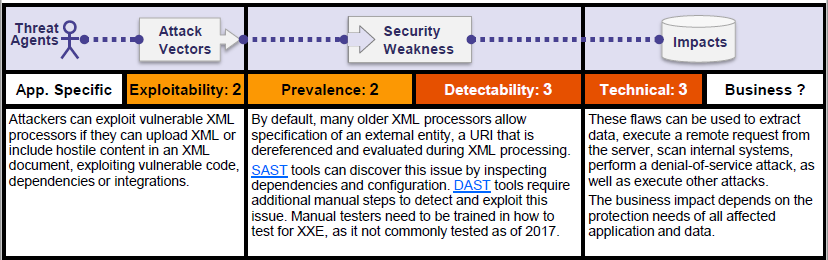 Threat
Agents
Attack
Vectors
Security
Weakness
Impacts
App. Specific
Exploitability: 2
Prevalence: 2
Detectability: 3
Technical: 3
Business ?
Attackers can exploit vulnerable XML
processors if they can upload XML or
include hostile content in an XML
document, exploiting vulnerable code,
dependencies or integrations.
By default, many older XML processors allow
specification of an external entity, a URI that is
dereferenced and evaluated during XML processing.
SAST tools can discover this issue by inspecting
dependencies and configuration. DAST tools require
additional manual steps to detect and exploit this
issue. Manual testers need to be trained in how to
test for XXE, as it not commonly tested as of 2017.
These flaws can be used to extract
data, execute a remote request from
the server, scan internal systems,
perform a denial-of-service attack, as
well as execute other attacks.
The business impact depends on the
protection needs of all affected
application and data.